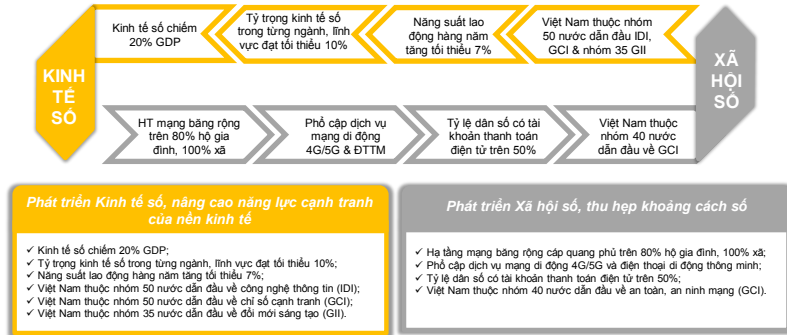 KINH
TẾ
SỐ
Kinh tế số chiếm
20% GDP
Tỷ trọng kinh tế số
trong từng ngành, lĩnh
vực đạt tối thiểu 10%
Năng suất lao
động hàng năm
tăng tối thiểu 7%
Việt Nam thuộc nhóm
50 nước dẫn đầu IDI,
GCI & nhóm 35 GII
XÃ
HỘI
SỐ
HT mạng băng rộng
trên 80% hộ gia
đình, 100% xã
Phổ cập dịch vụ
mạng di động
4G/5G & ĐTTM
Tỷ lệ dân số có tài
khoản thanh toán
điện tử trên 50%
Việt Nam thuộc
nhóm 40 nước
dẫn đầu về GCI
Phát triển Kinh tế số, nâng cao năng lực cạnh tranh
của nền kinh tế
✓ Kinh tế số chiếm 20% GDP;
✓ Tỷ trọng kinh tế số trong từng ngành, lĩnh vực đạt tối thiểu 10%;
✓ Năng suất lao động hàng năm tăng tối thiểu 7%;
✓ Việt Nam thuộc nhóm 50 nước dẫn đầu về công nghệ thông tin (IDI);
✓ Việt Nam thuộc nhóm 50 nước dẫn đầu về chỉ số cạnh tranh (GCI);
✓ Việt Nam thuộc nhóm 35 nước dẫn đầu về đổi mới sáng tạo (GII).
Phát triển Xã hội số, thu hẹp khoảng cách số
✓ Hạ tầng mạng băng rộng cáp quang phủ trên 80% hộ gia đình, 100% xã;
✓ Phổ cập dịch vụ mạng di động 4G/5G và điện thoại di động thông minh;
✓ Tỷ lệ dân số có tài khoản thanh toán điện tử trên 50%;
✓ Việt Nam thuộc nhóm 40 nước dẫn đầu về an toàn, an ninh mạng (GCI).